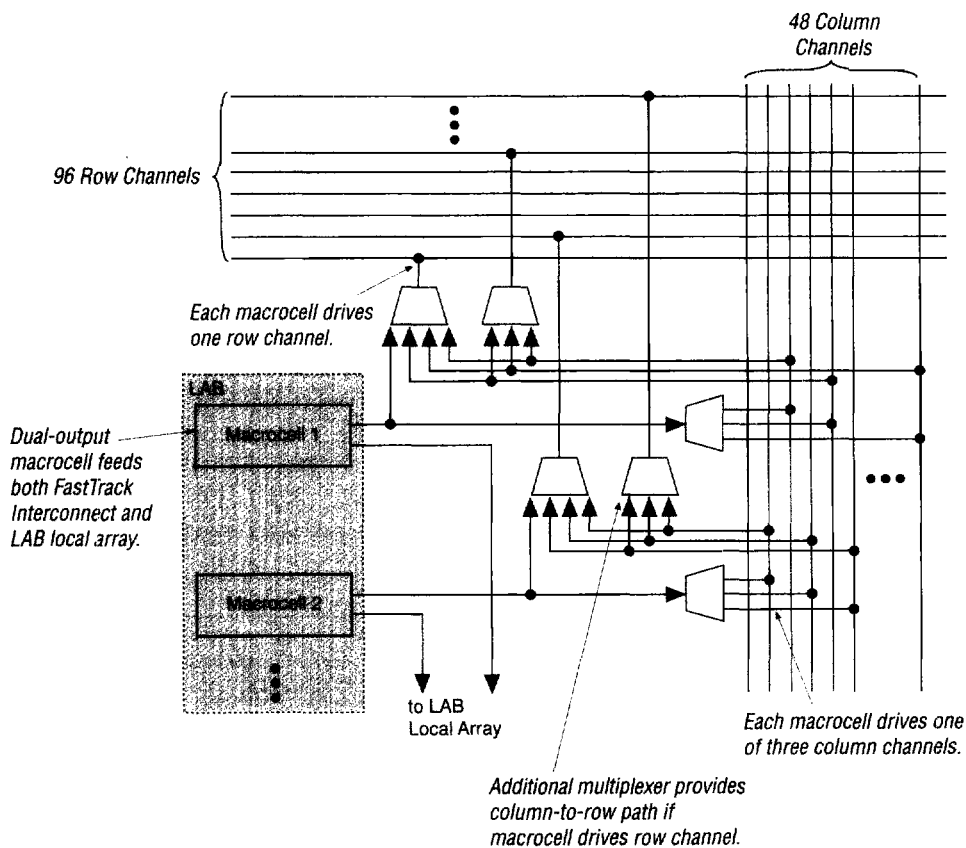 48 Column
Channels
96 Row Channels
Each macrocell drives
one row channel.
LAB
Macrocell 1
Dual-output
macrocell feeds
both FastTrack
Interconnect and
LAB local array.
Macrocell 2
to LAB
Local Array
Each macrocell drives one
of three column channels.
Additional multiplexer provides
column-to-row path if
macrocell drives row channel.